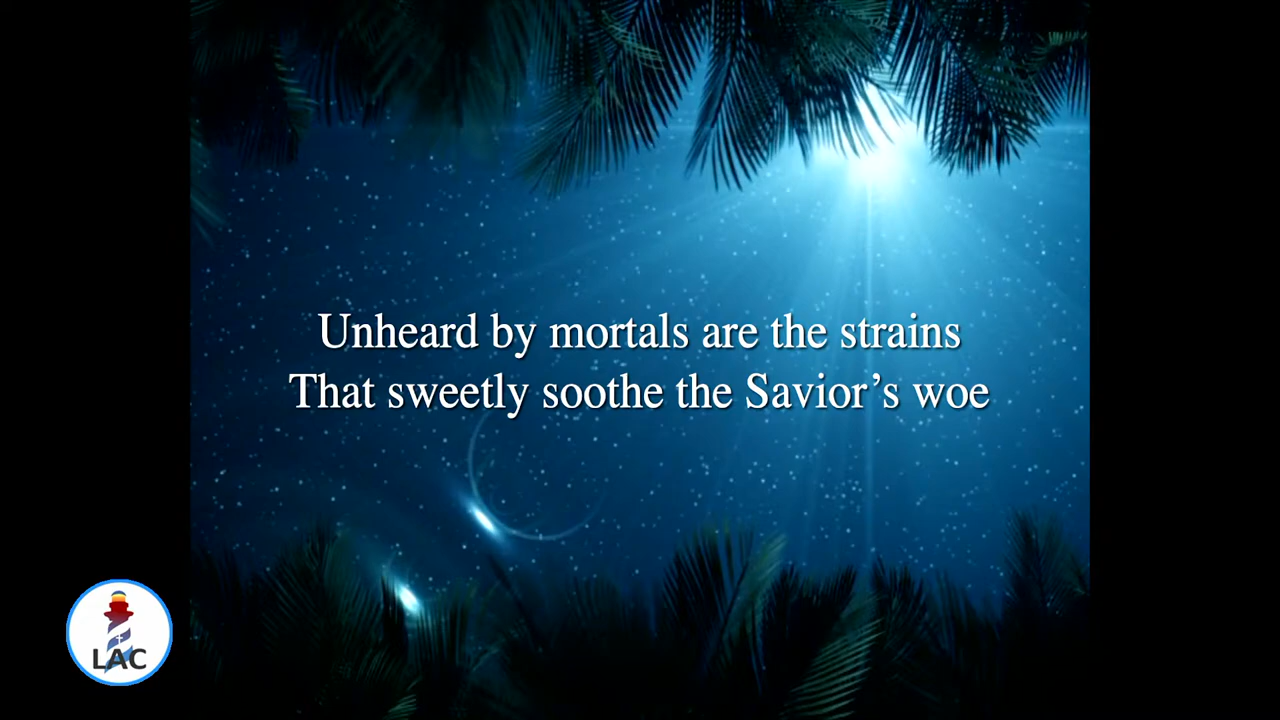 Unheard by mortals are the strains
That sweetly soothe the Savior’s woe
LAC